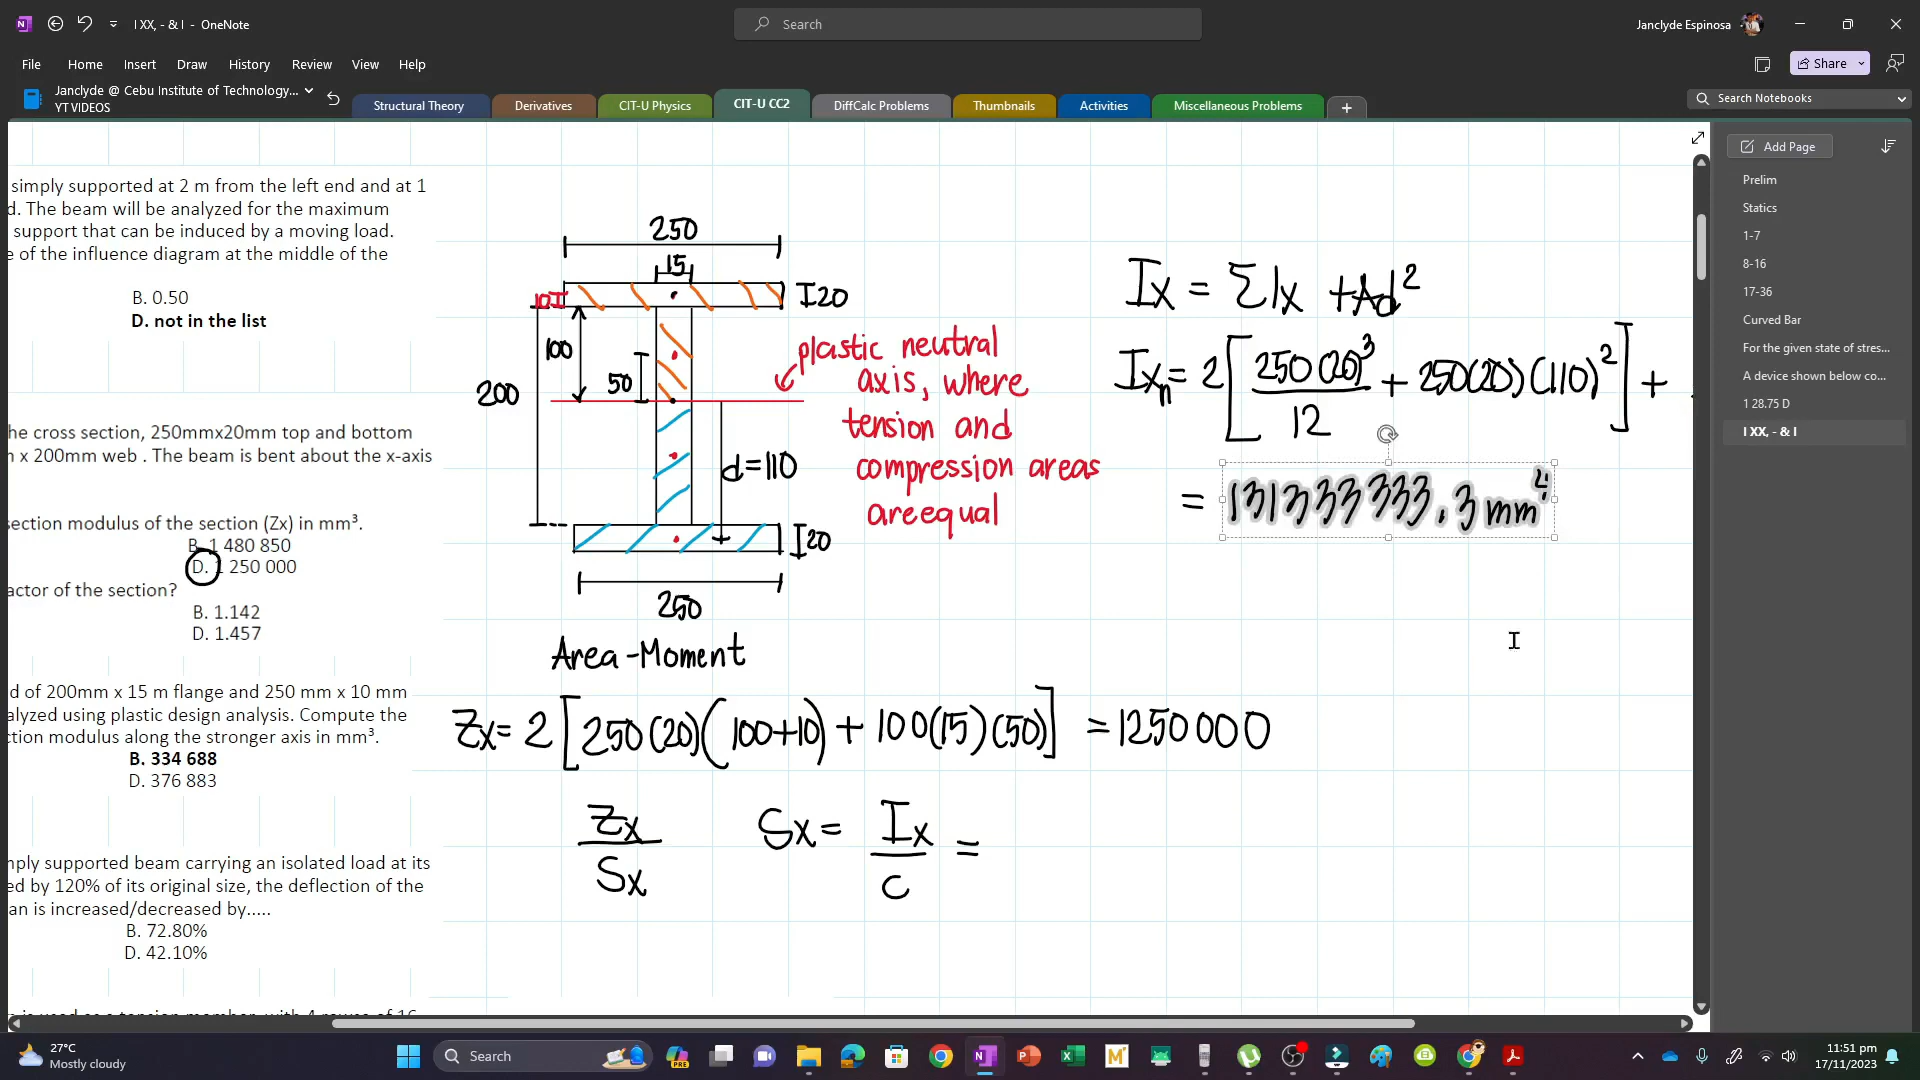 I XX, - & I - OneNote
Search
Janclyde Espinosa
File Home Insert Draw History Review View Help
Share
Janclyde @ Cebu Institute of Technology...
YT VIDEOS
Structural Theory
Derivatives
CIT-U Physics
CIT-U CC2
DiffCalc Problems
Thumbnails
Activities
Miscellaneous Problems
+
Search Notebooks
Add Page
Prelim
Statics
1-7
8-16
17-36
Curved Bar
For the given state of stres...
A device shown below co...
1 28.75 D
I XX, - & I
simply supported at 2 m from the left end and at 1
d. The beam will be analyzed for the maximum
support that can be induced by a moving load.
e of the influence diagram at the middle of the
B. 0.50
D. not in the list
he cross section, 250mmx20mm top and bottom
n x 200mm web . The beam is bent about the x-axis
section modulus of the section (Zx) in mm³.
B. 1 480 850
D. 1 250 000
actor of the section?
B. 1.142
D. 1.457
d of 200mm x 15 m flange and 250 mm x 10 mm
alyzed using plastic design analysis. Compute the
ction modulus along the stronger axis in mm³.
B. 334 688
D. 376 883
nply supported beam carrying an isolated load at its
ed by 120% of its original size, the deflection of the
an is increased/decreased by.....
B. 72.80%
D. 42.10%
250
15
10
20
100
50
200
d=110
20
250
plastic neutral
axis, where
tension and
compression areas
are equal
Area-Moment
Zx= 2[250(20)(100+10) + 100(15)(50)] =1250000
Zx/Sx
Sx= Ix/c =
Ix = Σ Ix +Ad²
Ixn= 2[250(20)³/12 + 250(20)(110)²] +
= 131333333.3mm⁴
27°C
Mostly cloudy
Search
11:51 pm
17/11/2023